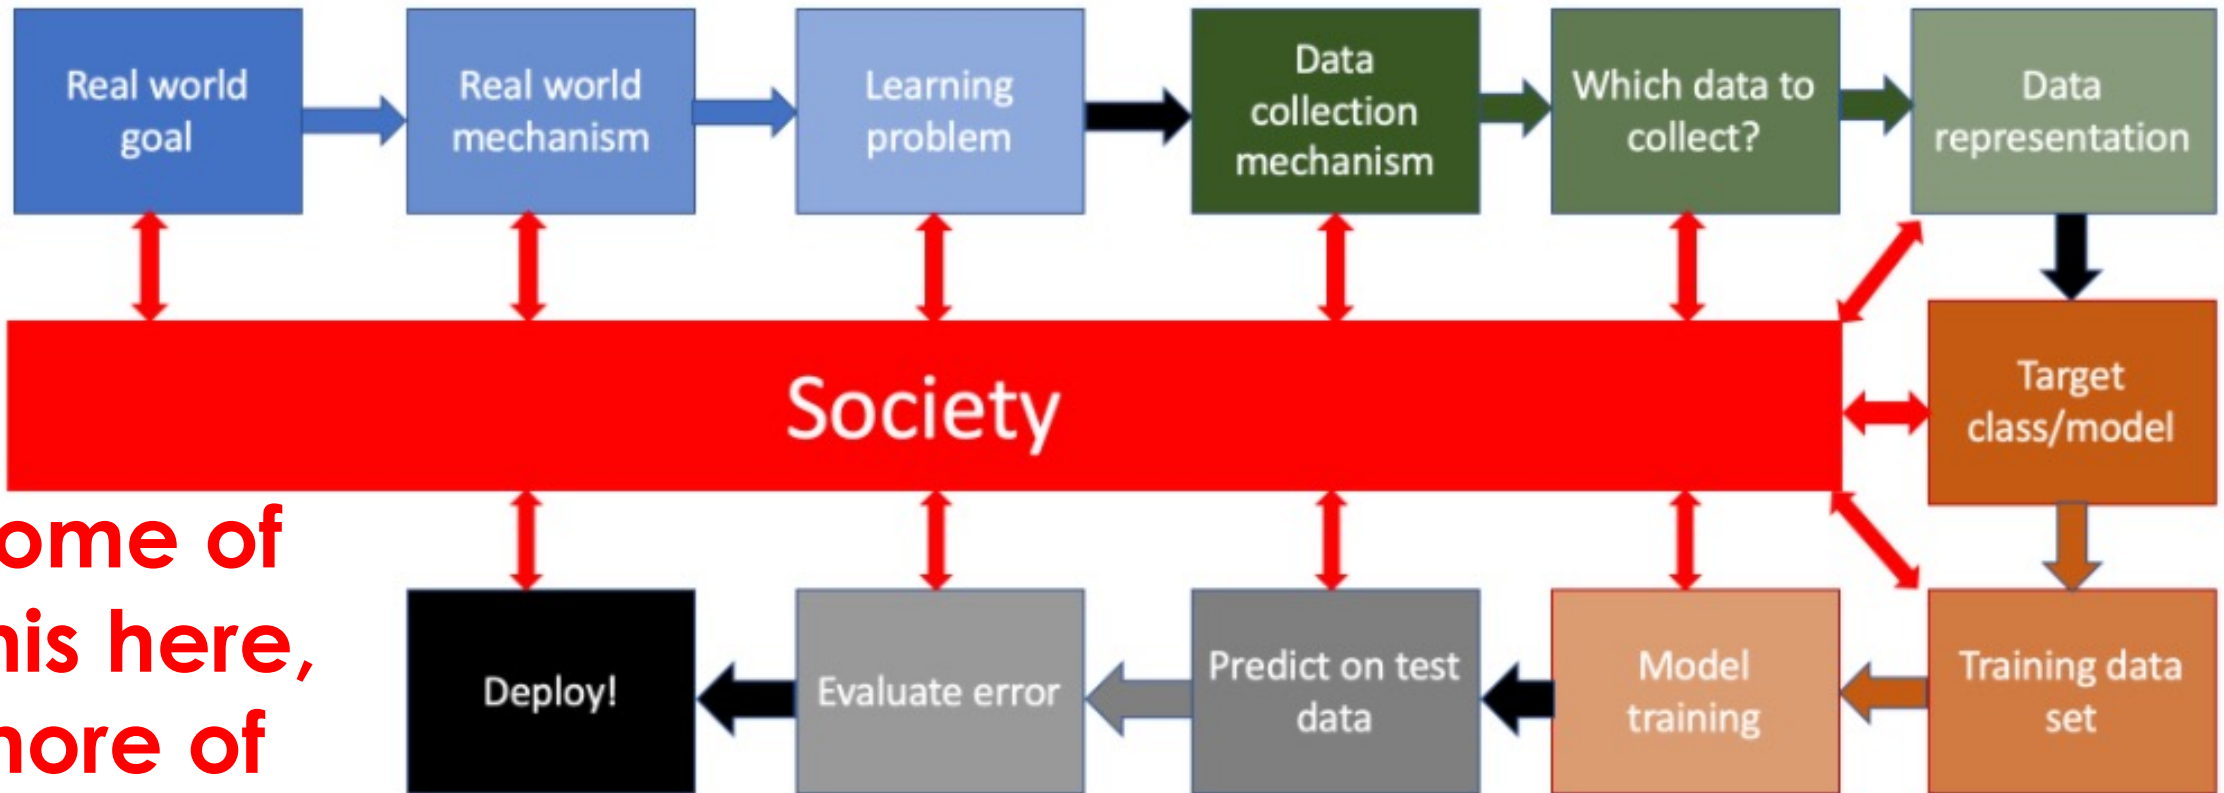 Real world
goal
Real world
mechanism
Learning
problem
Data
collection
mechanism
Which data to
collect?
Data
representation
Society
Target
class/model
ome of
his here,
nore of
Deploy!
Evaluate error
Predict on test
data
Model
training
Training data
set